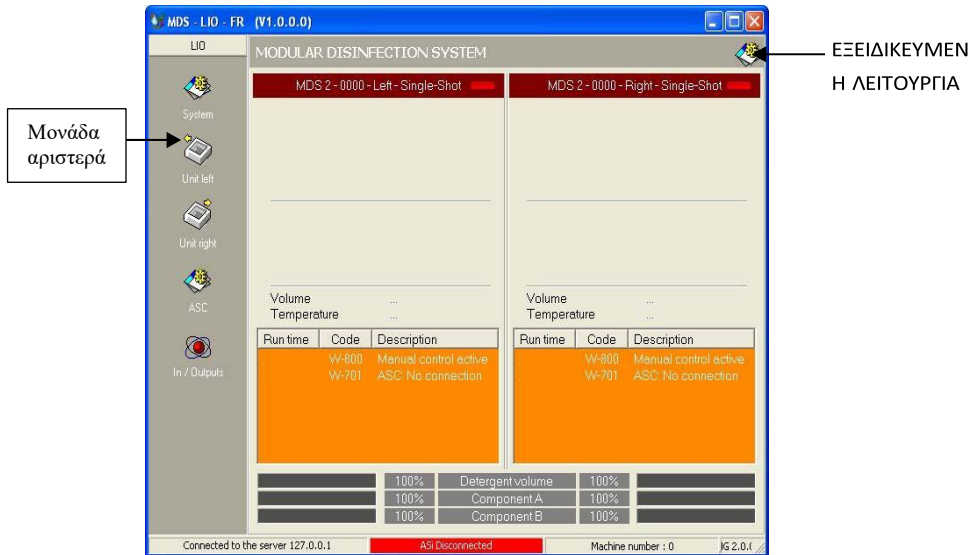 MDS - LIO - FR (V1.0.0.0)
LIO
MODULAR DISINFECTION SYSTEM
ΕΞΕΙΔΙΚΕΥΜΕΝ
Η ΛΕΙΤΟΥΡΓΙΑ
Μονάδα
αριστερά
System
Unit left
Unit right
ASC
In / Outputs
MDS 2 - 0000 - Left - Single-Shot
Volume ...
Temperature ...
Run time Code Description
W-800 Manual control active
W-701 ASC: No connection
MDS 2 - 0000 - Right - Single-Shot
Volume ...
Temperature ...
Run time Code Description
W-800 Manual control active
W-701 ASC: No connection
100% Detergent volume 100%
100% Component A 100%
100% Component B 100%
Connected to the server 127.0.0.1 ASi Disconnected Machine number : 0